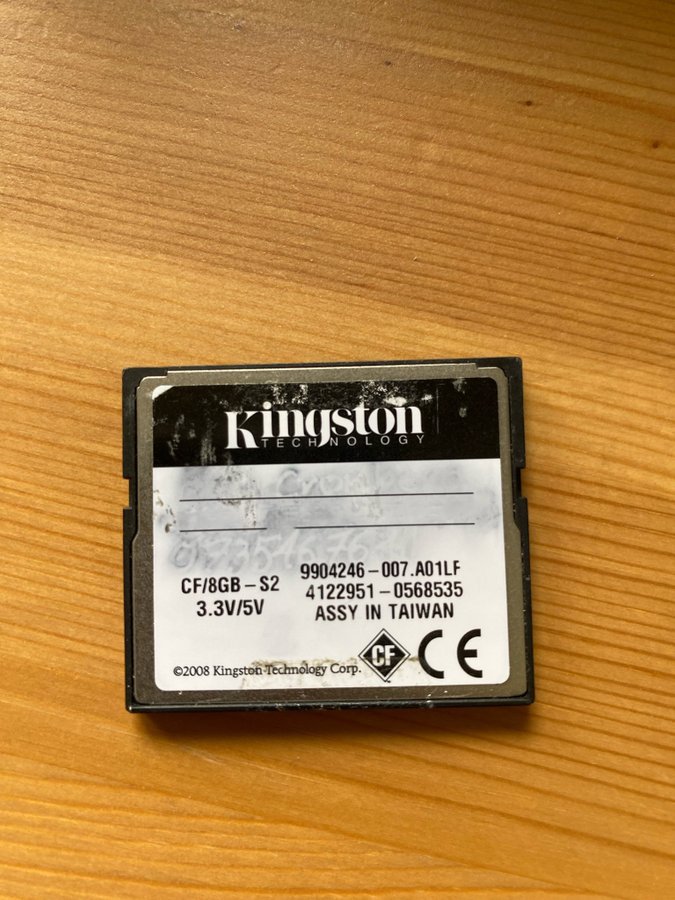 Kingston
TECHNOLOGY
CF/8GB-S2
3.3V/5V
9904246-007.A01LF
4122951-0568535
ASSY IN TAIWAN
©2008 Kingston Technology Corp.
CF
CE